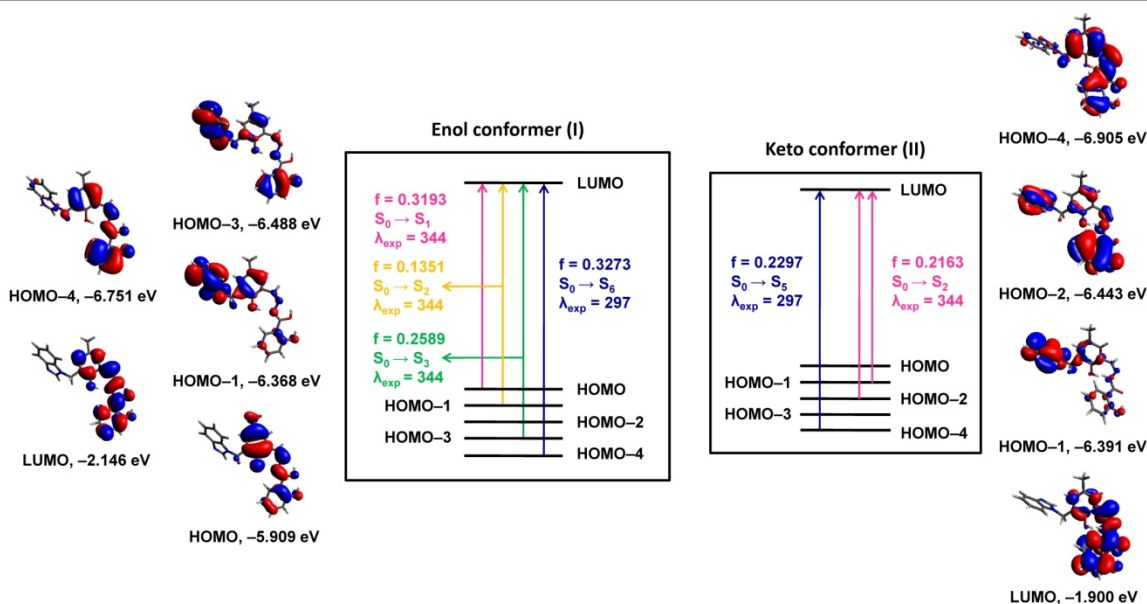 HOMO–3, –6.488 eV
HOMO–4, –6.751 eV
HOMO–1, –6.368 eV
LUMO, –2.146 eV
HOMO, –5.909 eV
Enol conformer (I)
LUMO
f = 0.3193
S0 → S1
λexp = 344
f = 0.1351
S0 → S2
λexp = 344
f = 0.2589
S0 → S3
λexp = 344
f = 0.3273
S0 → S6
λexp = 297
HOMO
HOMO–1
HOMO–2
HOMO–3
HOMO–4
Keto conformer (II)
LUMO
f = 0.2297
S0 → S5
λexp = 297
f = 0.2163
S0 → S2
λexp = 344
HOMO
HOMO–1
HOMO–2
HOMO–3
HOMO–4
HOMO–4, –6.905 eV
HOMO–2, –6.443 eV
HOMO–1, –6.391 eV
LUMO, –1.900 eV